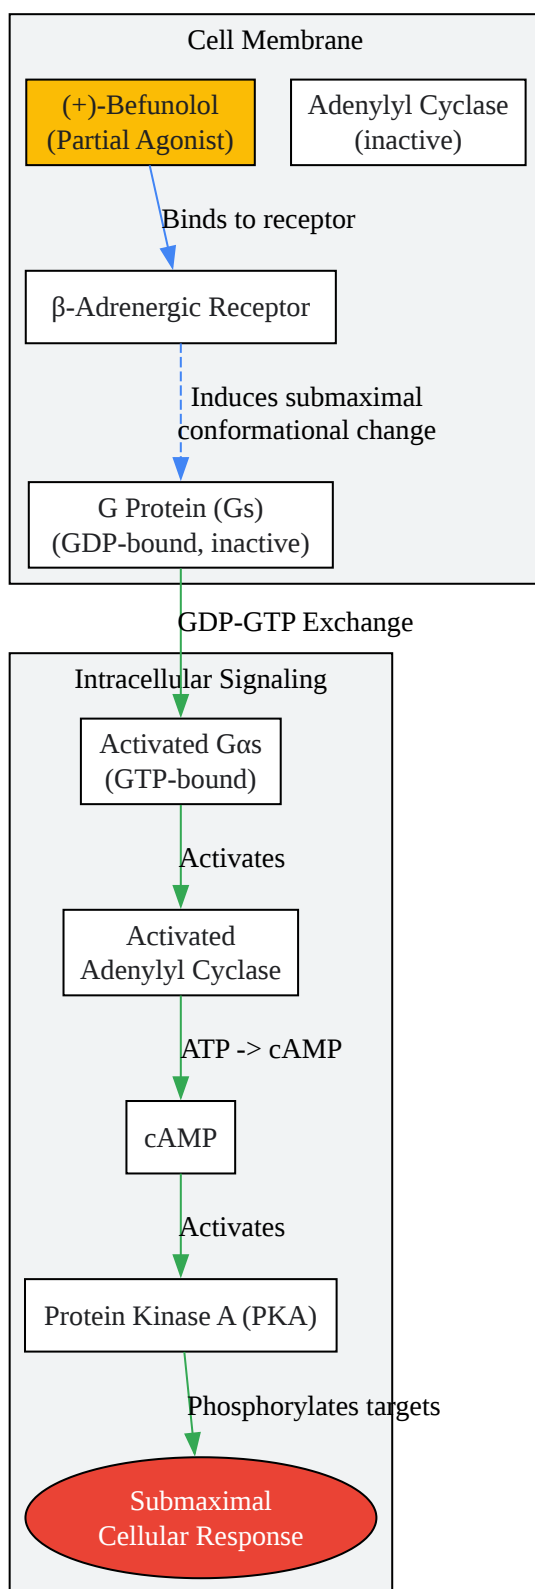 Cell Membrane
(+)-Befunolol
(Partial Agonist)
Adenylyl Cyclase
(inactive)
Binds to receptor
β-Adrenergic Receptor
Induces submaximal
conformational change
G Protein (Gs)
(GDP-bound, inactive)
GDP-GTP Exchange
Intracellular Signaling
Activated Gαs
(GTP-bound)
Activates
Activated
Adenylyl Cyclase
ATP -> cAMP
cAMP
Activates
Protein Kinase A (PKA)
Phosphorylates targets
Submaximal
Cellular Response